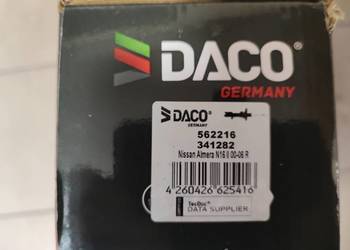 DACO®
GERMANY
DACO®
GERMANY
562216
341282
Nissan Almera N16 II 00-06 R
4 260426 625416
TecDoc
DATA SUPPLIER